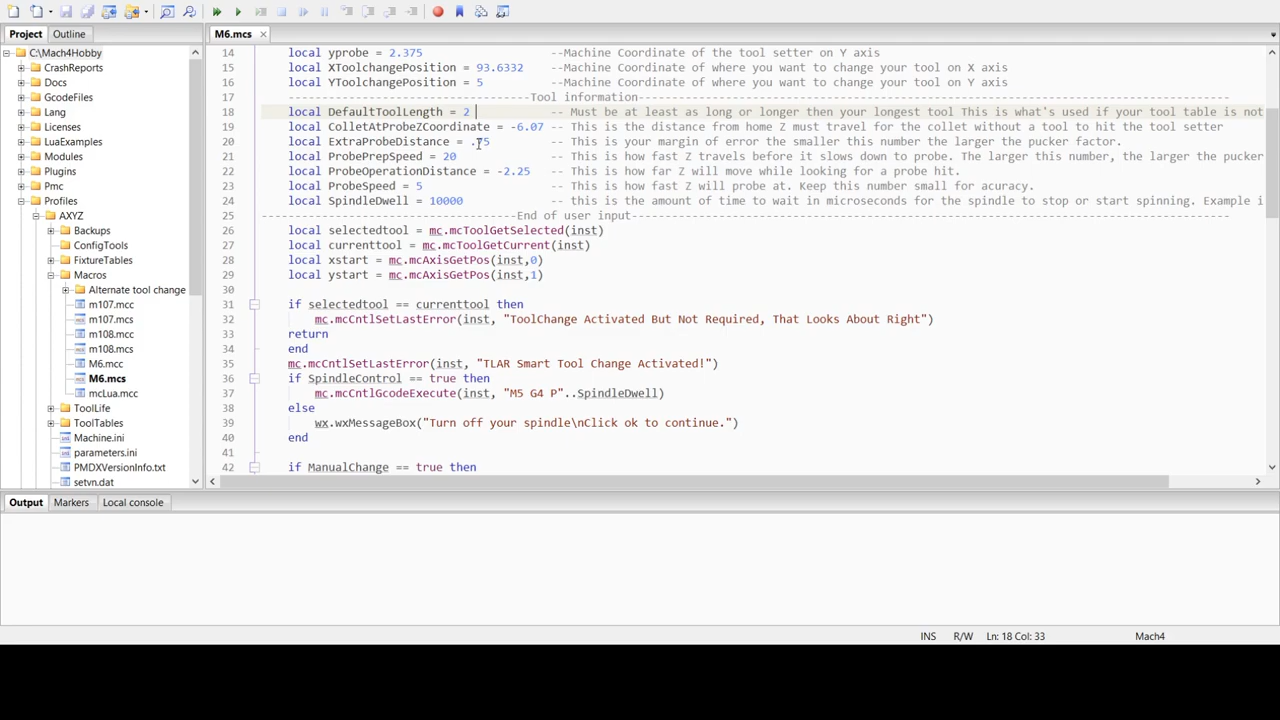 Project
Outline
M6.mcs
C:\Mach4Hobby
CrashReports
Docs
GcodeFiles
Lang
Licenses
LuaExamples
Modules
Plugins
Pmc
Profiles
AXYZ
Backups
ConfigTools
FixtureTables
Macros
Alternate tool change
m107.mcc
m107.mcs
m108.mcc
m108.mcs
M6.mcc
M6.mcs
mcLua.mcc
ToolLife
ToolTables
Machine.ini
parameters.ini
PMDXVersionInfo.txt
setvn.dat
14 local yprobe = 2.375 --Machine Coordinate of the tool setter on Y axis
15 local XToolchangePosition = 93.6332 --Machine Coordinate of where you want to change your tool on X axis
16 local YToolchangePosition = 5 --Machine Coordinate of where you want to change your tool on Y axis
17 --------------------------------Tool information----------------------------------------
18 local DefaultToolLength = 2 -- Must be at least as long or longer then your longest tool This is what's used if your tool table is not
19 local ColletAtProbeZCoordinate = -6.07 -- This is the distance from home Z must travel for the collet without a tool to hit the tool setter
20 local ExtraProbeDistance = .75 -- This is your margin of error the smaller this number, the larger the pucker factor.
21 local ProbePrepSpeed = 20 -- This is how fast Z travels before it slows down to probe. The larger this number, the larger the pucker
22 local ProbeOperationDistance = -2.25 -- This is how far Z will move while looking for a probe hit.
23 local ProbeSpeed = 5 -- This is how fast Z will probe at. Keep this number small for acuracy.
24 local SpindleDwell = 10000 -- this is the amount of time to wait in microseconds for the spindle to stop or start spinning. Example i
25 --------------------------------------End of user input-----------------------------------------
26 local selectedtool = mc.mcToolGetSelected(inst)
27 local currenttool = mc.mcToolGetCurrent(inst)
28 local xstart = mc.mcAxisGetPos(inst,0)
29 local ystart = mc.mcAxisGetPos(inst,1)
30
31 if selectedtool == currenttool then
32 mc.mcCntlSetLastError(inst, "ToolChange Activated But Not Required, That Looks About Right")
33 return
34 end
35 mc.mcCntlSetLastError(inst, "TLAR Smart Tool Change Activated!")
36 if SpindleControl == true then
37 mc.mcCntlGcodeExecute(inst, "M5 G4 P"..SpindleDwell)
38 else
39 wx.wxMessageBox("Turn off your spindle\nClick ok to continue.")
40 end
41
42 if ManualChange == true then
Output
Markers
Local console
INS
R/W
Ln: 18 Col: 33
Mach4